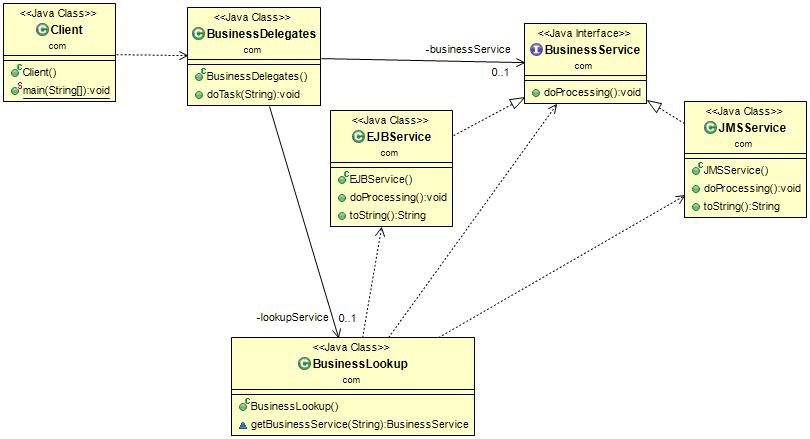 <<Java Class>>
Client
com
Client()
main(String[]):void
<<Java Class>>
BusinessDelegates
com
BusinessDelegates()
doTask(String):void
-businessService
0..1
<<Java Interface>>
BusinessService
com
doProcessing():void
<<Java Class>>
EJBService
com
EJBService()
doProcessing():void
toString():String
<<Java Class>>
JMSService
com
JMSService()
doProcessing():void
toString():String
-lookupService 0..1
<<Java Class>>
BusinessLookup
com
BusinessLookup()
getBusinessService(String):BusinessService